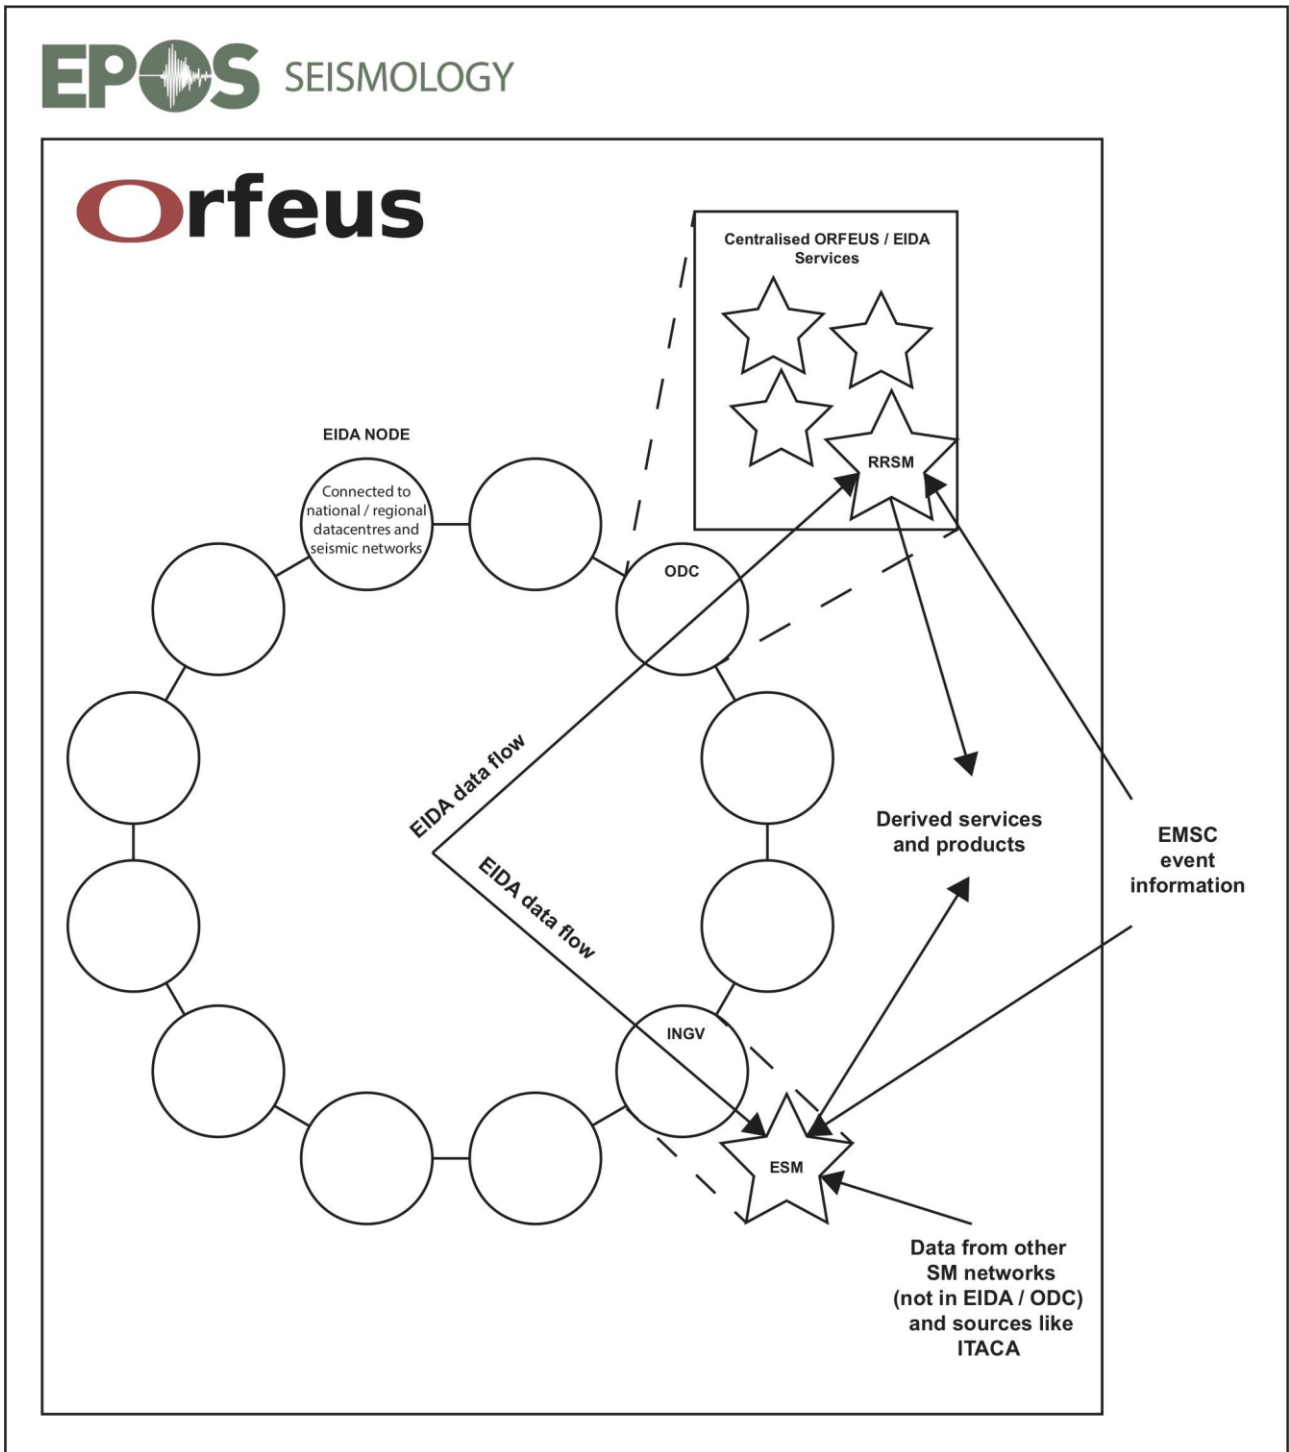 EPOS SEISMOLOGY
Orfeus
Centralised ORFEUS / EIDA
Services
RRSM
EIDA NODE
Connected to
national / regional
datacentres and
seismic networks
ODC
EIDA data flow
EIDA data flow
Derived services
and products
EMSC
event
information
INGV
ESM
Data from other
SM networks
(not in EIDA / ODC)
and sources like
ITACA